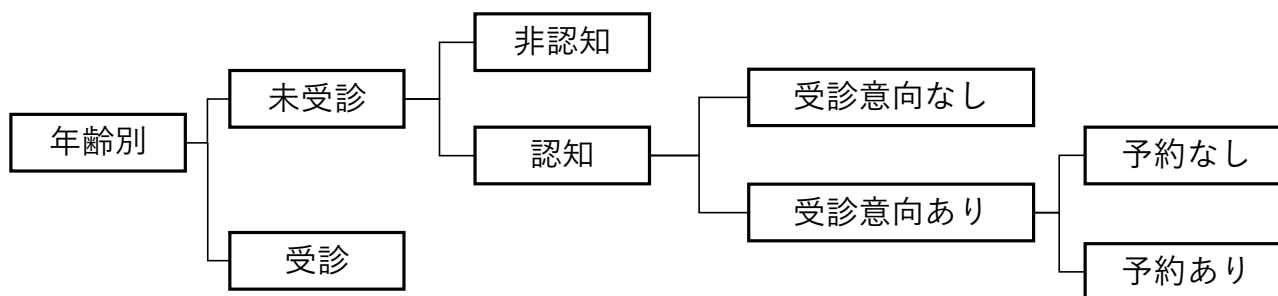 年齢別
未受診
非認知
認知
受診意向なし
受診意向あり
予約なし
予約あり
受診